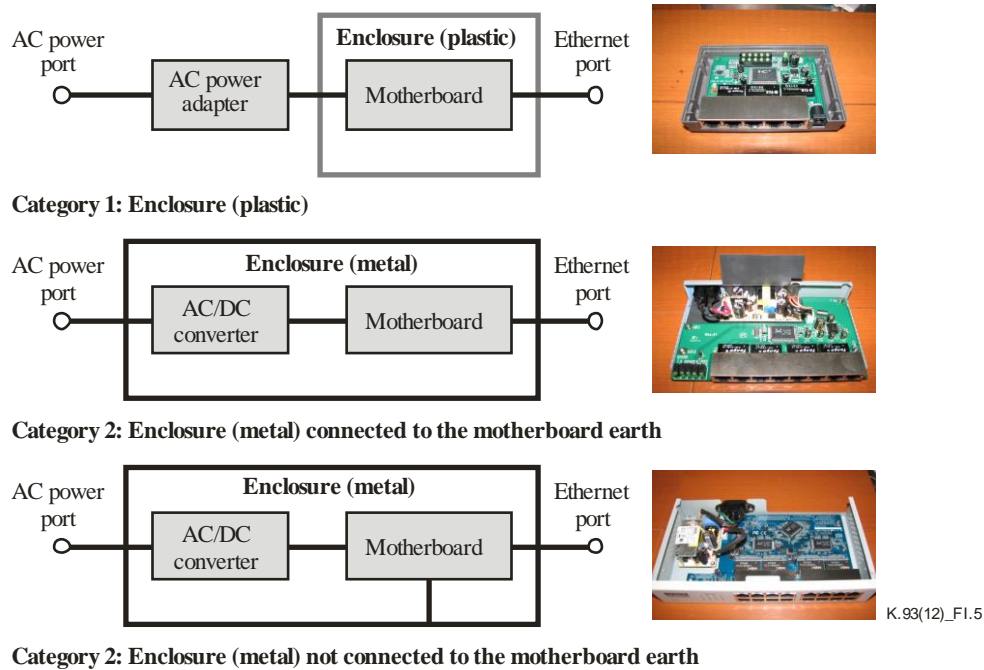 AC power
port
AC power
adapter
Enclosure (plastic)
Motherboard
Ethernet
port
Category 1: Enclosure (plastic)
AC power
port
Enclosure (metal)
AC/DC
converter
Motherboard
Ethernet
port
Category 2: Enclosure (metal) connected to the motherboard earth
AC power
port
Enclosure (metal)
AC/DC
converter
Motherboard
Ethernet
port
K.93(12)_FI.5
Category 2: Enclosure (metal) not connected to the motherboard earth